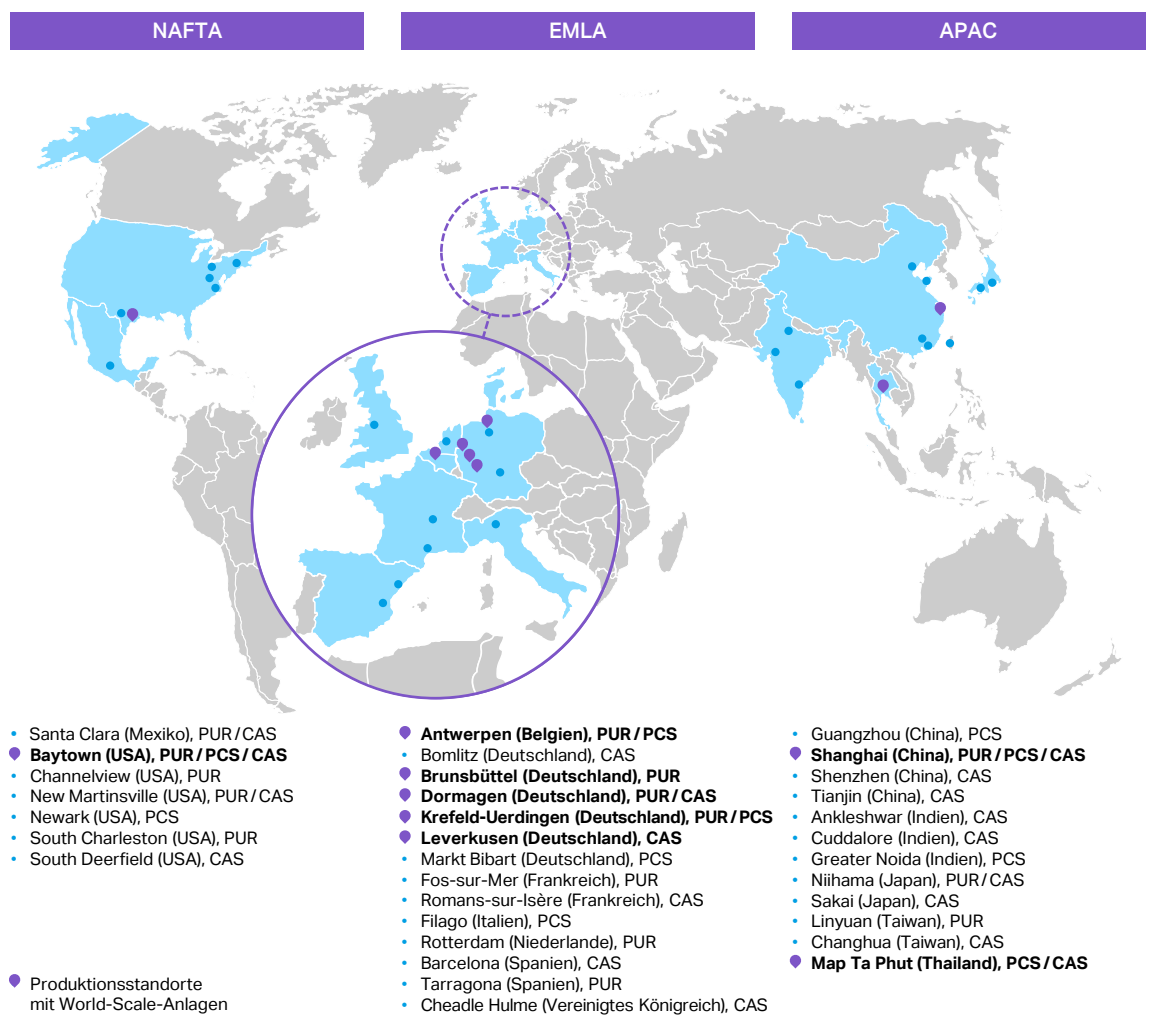 NAFTA
EMLA
APAC
Santa Clara (Mexiko), PUR / CAS
Baytown (USA), PUR / PCS / CAS
Channelview (USA), PUR
New Martinsville (USA), PUR / CAS
Newark (USA), PCS
South Charleston (USA), PUR
South Deerfield (USA), CAS
Produktionsstandorte
mit World-Scale-Anlagen
Antwerpen (Belgien), PUR / PCS
Bomlitz (Deutschland), CAS
Brunsbüttel (Deutschland), PUR
Dormagen (Deutschland), PUR / CAS
Krefeld-Uerdingen (Deutschland), PUR / PCS
Leverkusen (Deutschland), CAS
Markt Bibart (Deutschland), PCS
Fos-sur-Mer (Frankreich), PUR
Romans-sur-Isère (Frankreich), CAS
Filago (Italien), PCS
Rotterdam (Niederlande), PUR
Barcelona (Spanien), CAS
Tarragona (Spanien), PUR
Cheadle Hulme (Vereinigtes Königreich), CAS
Guangzhou (China), PCS
Shanghai (China), PUR / PCS / CAS
Shenzhen (China), CAS
Tianjin (China), CAS
Ankleshwar (Indien), CAS
Cuddalore (Indien), CAS
Greater Noida (Indien), PCS
Niihama (Japan), PUR / CAS
Sakai (Japan), CAS
Linyuan (Taiwan), PUR
Changhua (Taiwan), CAS
Map Ta Phut (Thailand), PCS / CAS